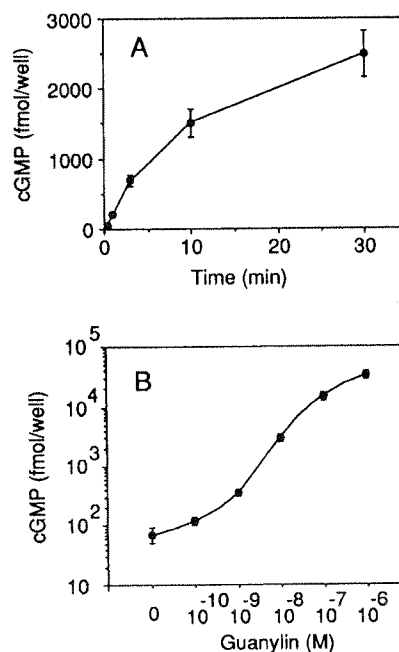 A
3000
2000
1000
0
cGMP (fmol/well)
0 10 20 30
Time (min)
B
10^5
10^4
10^3
10^2
10
cGMP (fmol/well)
0 10^-10 10^-9 10^-8 10^-7 10^-6
Guanylin (M)